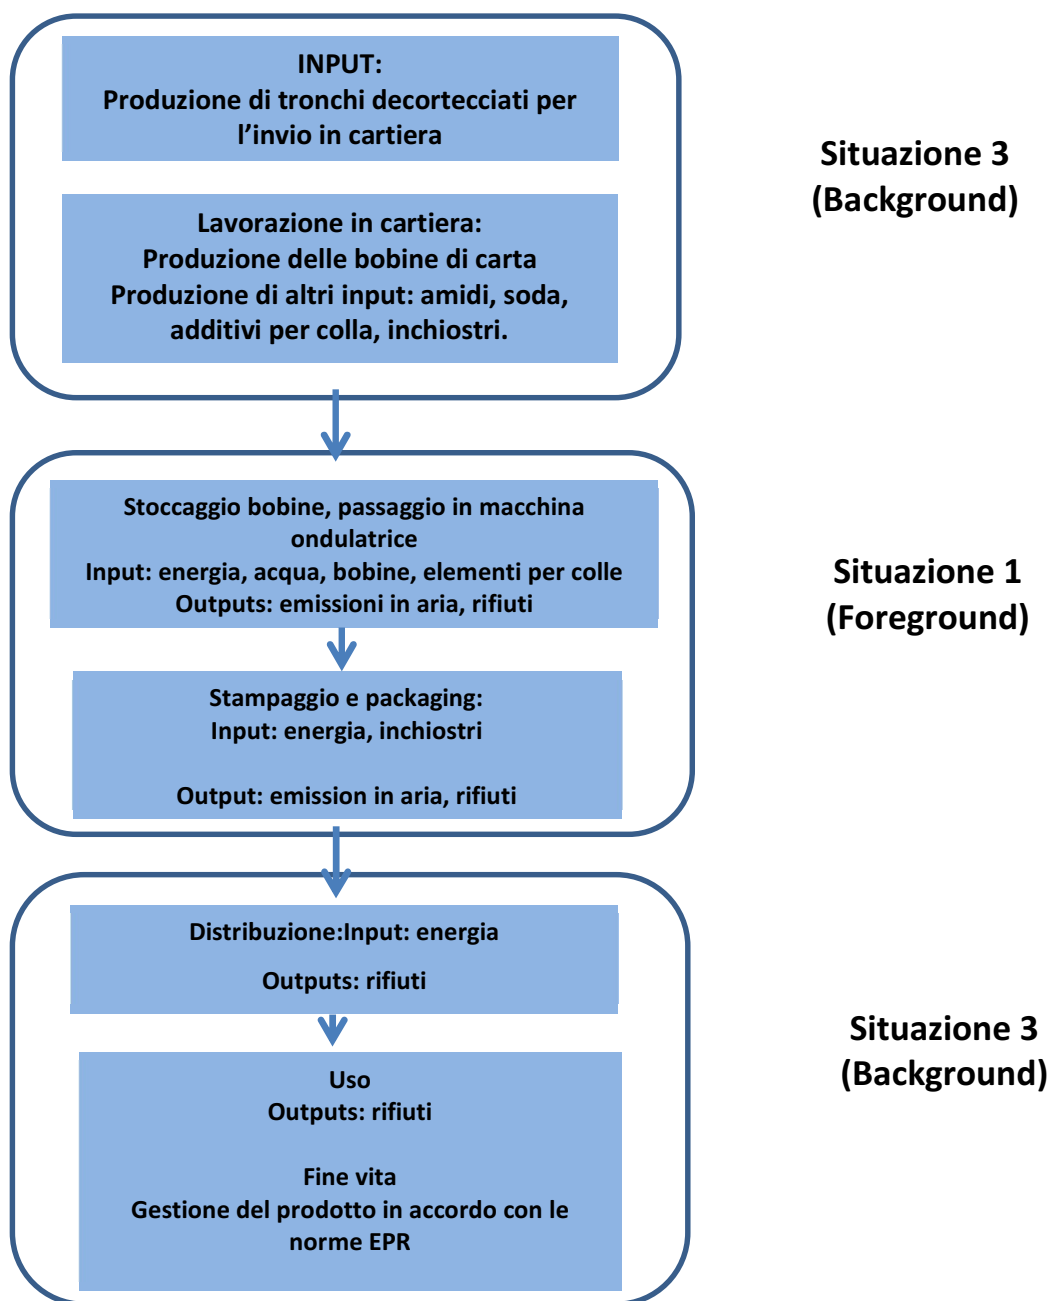 INPUT:
Produzione di tronchi decortecciati per
l’invio in cartiera
Situazione 3
(Background)
Lavorazione in cartiera:
Produzione delle bobine di carta
Produzione di altri input: amidi, soda,
additivi per colla, inchiostri.
Stoccaggio bobine, passaggio in macchina
ondulatrice
Input: energia, acqua, bobine, elementi per colle
Outputs: emissioni in aria, rifiuti
Situazione 1
(Foreground)
Stampaggio e packaging:
Input: energia, inchiostri
Output: emission in aria, rifiuti
Distribuzione:Input: energia
Outputs: rifiuti
Situazione 3
(Background)
Uso
Outputs: rifiuti
Fine vita
Gestione del prodotto in accordo con le
norme EPR